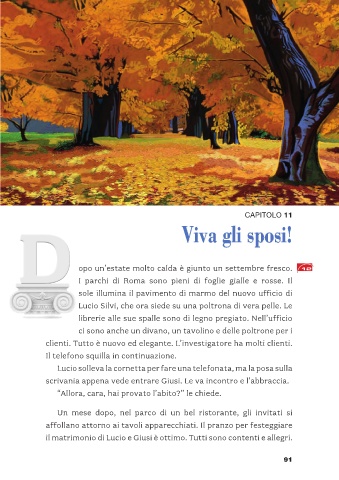 CAPITOLO 11
Viva gli sposi!
Dopo un'estate molto calda è giunto un settembre fresco. 12
I parchi di Roma sono pieni di foglie gialle e rosse. Il
sole illumina il pavimento di marmo del nuovo ufficio di
Lucio Silvi, che ora siede su una poltrona di vera pelle. Le
librerie alle sue spalle sono di legno pregiato. Nell'ufficio
ci sono anche un divano, un tavolino e delle poltrone per i
clienti. Tutto è nuovo ed elegante. L'investigatore ha molti clienti.
Il telefono squilla in continuazione.
Lucio solleva la cornetta per fare una telefonata, ma la posa sulla
scrivania appena vede entrare Giusi. Le va incontro e l'abbraccia.
"Allora, cara, hai provato l'abito?" le chiede.
Un mese dopo, nel parco di un bel ristorante, gli invitati si
affollano attorno ai tavoli apparecchiati. Il pranzo per festeggiare
il matrimonio di Lucio e Giusi è ottimo. Tutti sono contenti e allegri.
91